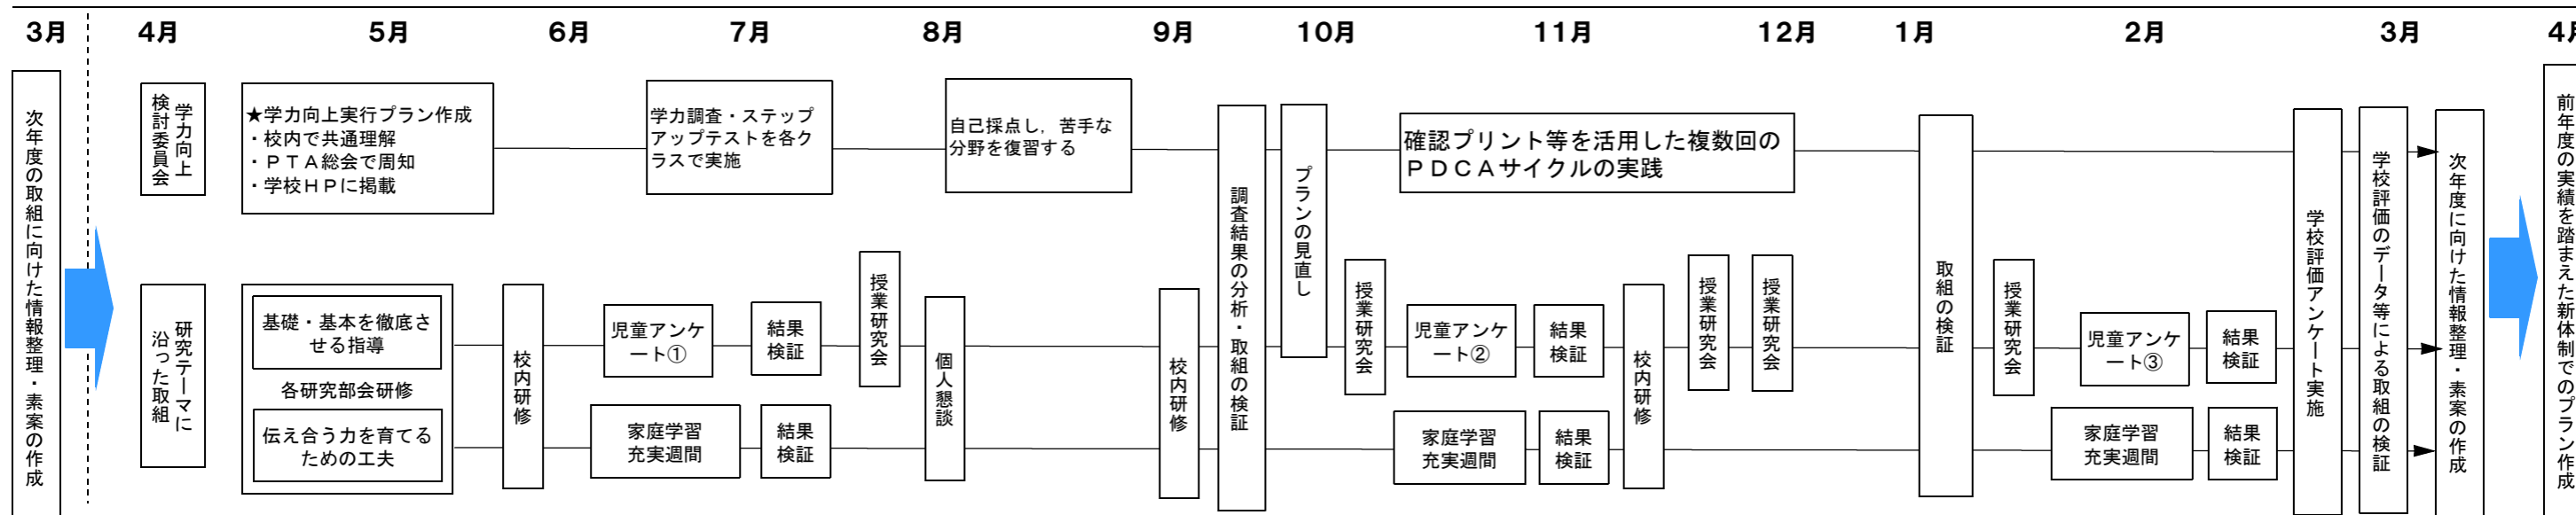 3月
4月
5月
6月
7月
8月
9月
10月
11月
12月
1月
2月
3月
4月
次年度の取組に向けた情報整理・素案の作成
学力向上
検討委員会
★学力向上実行プラン作成
・校内で共通理解
・ＰＴＡ総会で周知
・学校ＨＰに掲載
学力調査・ステップ
アップテストを各ク
ラスで実施
自己採点し，苦手な
分野を復習する
調査結果の分析・取組の検証
プランの見直し
確認プリント等を活用した複数回の
ＰＤＣＡサイクルの実践
取組の検証
学校評価アンケート実施
学校評価のデータ等による取組の検証
次年度に向けた情報整理・素案の作成
前年度の実績を踏まえた新体制でのプラン作成
研究テーマに
沿った取組
基礎・基本を徹底さ
せる指導
各研究部会研修
伝え合う力を育てる
ための工夫
校内研修
児童アンケ
ート①
結果
検証
家庭学習
充実週間
結果
検証
授業研究会
個人懇談
校内研修
授業研究会
児童アンケ
ート②
結果
検証
家庭学習
充実週間
結果
検証
校内研修
授業研究会
授業研究会
授業研究会
児童アンケ
ート③
結果
検証
家庭学習
充実週間
結果
検証